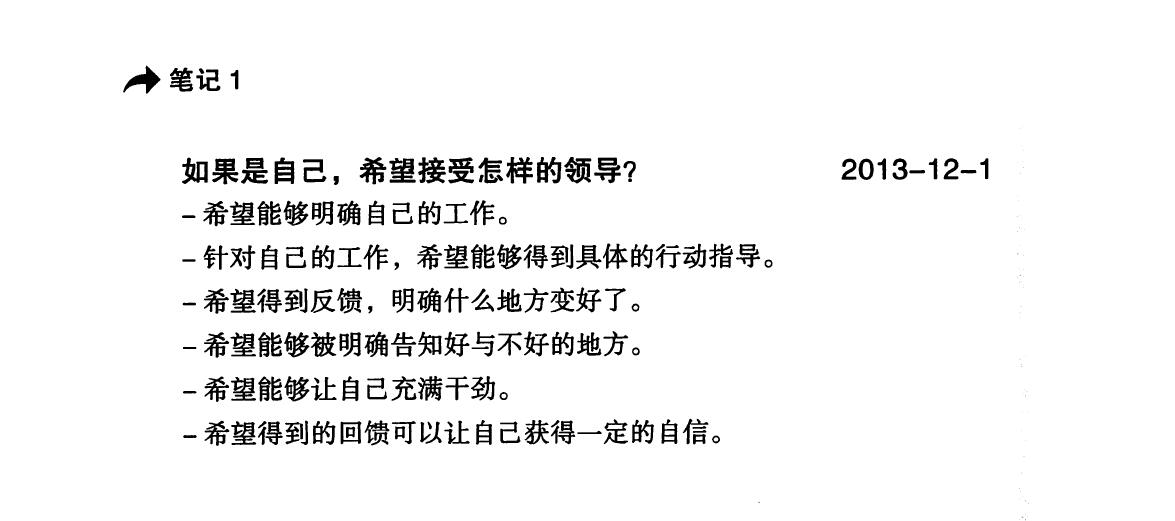 笔记 1
如果是自己，希望接受怎样的领导？ 2013-12-1
– 希望能够明确自己的工作。
– 针对自己的工作，希望能够得到具体的行动指导。
– 希望得到反馈，明确什么地方变好了。
– 希望能够被明确告知好与不好的地方。
– 希望能够让自己充满干劲。
– 希望得到的回馈可以让自己获得一定的自信。